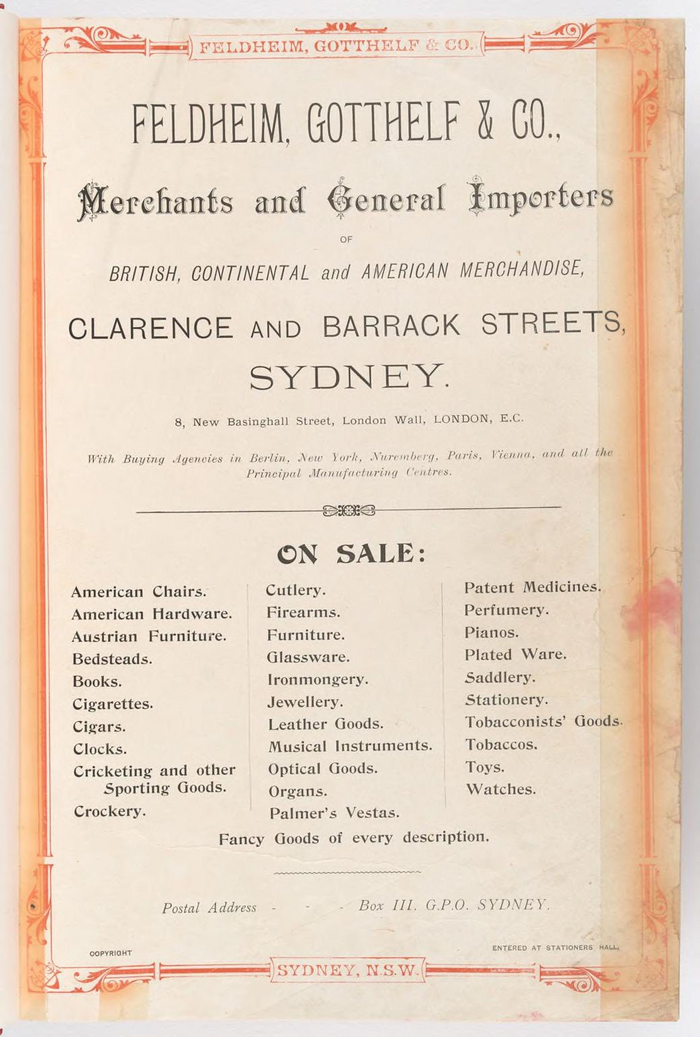 FELDHEIM, GOTTHELF & CO.
FELDHEIM, GOTTHELF & CO.,
Merchants and General Importers
OF
BRITISH, CONTINENTAL and AMERICAN MERCHANDISE,
CLARENCE AND BARRACK STREETS,
SYDNEY.
8, New Basinghall Street, London Wall, LONDON, E.C.
With Buying Agencies in Berlin, New York, Nuremberg, Paris, Vienna, and all the
Principal Manufacturing Centres.
ON SALE:
American Chairs.
American Hardware.
Austrian Furniture.
Bedsteads.
Books.
Cigarettes.
Cigars.
Clocks.
Cricketing and other
Sporting Goods.
Crockery.
Cutlery.
Firearms.
Furniture.
Glassware.
Ironmongery.
Jewellery.
Leather Goods.
Musical Instruments.
Optical Goods.
Organs.
Palmer's Vestas.
Patent Medicines.
Perfumery.
Pianos.
Plated Ware.
Saddlery.
Stationery.
Tobacconists' Goods.
Tobaccos.
Toys.
Watches.
Fancy Goods of every description.
Postal Address - - - Box 111. G.P.O. SYDNEY.
COPYRIGHT
ENTERED AT STATIONERS HALL.
SYDNEY, N.S.W.